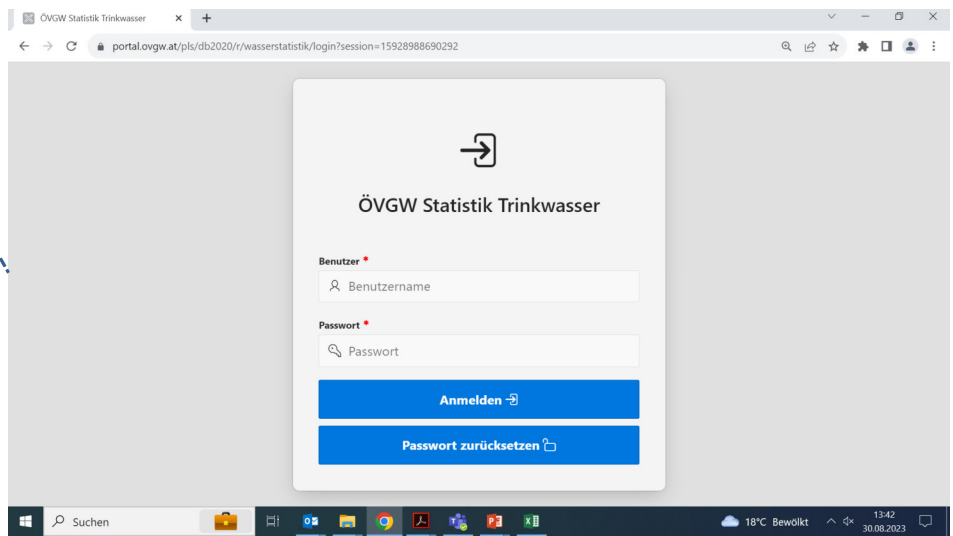 ÖVGW Statistik Trinkwasser
portal.ovgw.at/pls/db2020/r/wasserstatistik/login?session=15928988690292
ÖVGW Statistik Trinkwasser
Benutzer *
Benutzername
Passwort *
Passwort
Anmelden
Passwort zurücksetzen
Suchen
18°C Bewölkt
13:42
30.08.2023